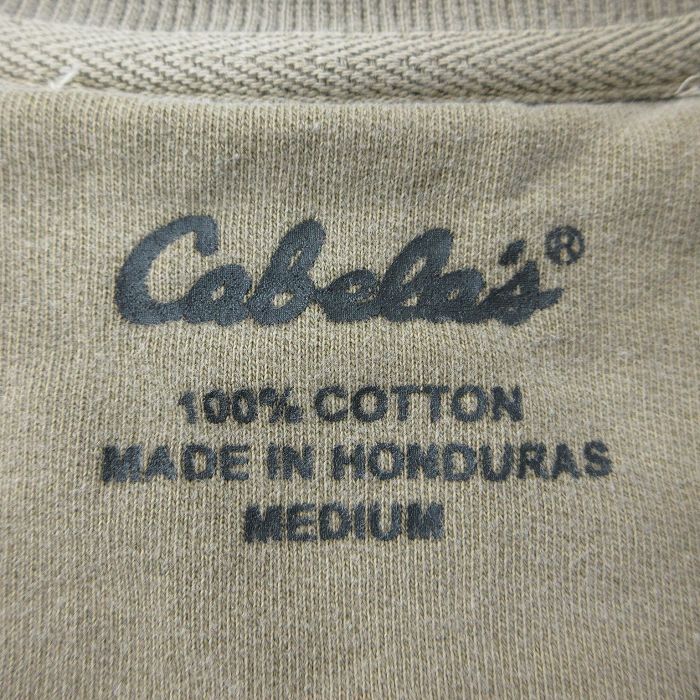 Cabela's®
100% COTTON
MADE IN HONDURAS
MEDIUM